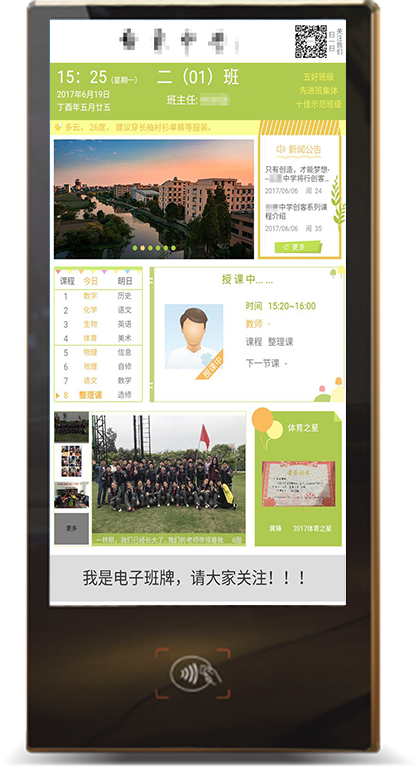 关注我们
扫一扫
15：25（星期一）
2017年6月19日
丁酉年五月廿五
二（01）班
班主任:
五好班级
先进班集体
十佳示范班级
多云，26度，建议穿长袖衬衫单裤等服装。
新闻公告
只有创造，才能梦想-
-中学将行创客...
2017/06/06 阅 24
中学创客系列课
程介绍
2017/06/06 阅 35
更多
课程 今日 明日
1 数学 历史
2 化学 语文
3 生物 英语
4 体育 美术
5 物理 信息
6 地理 自修
7 语文 数学
8 整理课 选修
授课中......
授课中
时间 15:20~16:00
教师 -
课程 整理课
下一节课 -
更多
一转眼，我们已经长大了，我们的老师带领着我 6图
体育之星
黄锋 2017体育之星
我是电子班牌，请大家关注！！！